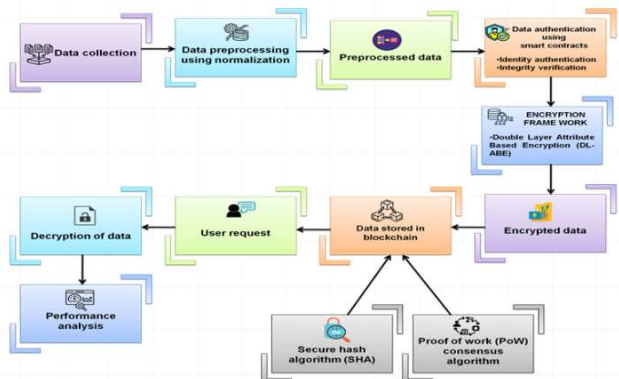 Data collection
Data preprocessing
using normalization
Preprocessed data
Data authentication
using
smart contracts
•Identity authentication
•Integrity verification
ENCRYPTION
FRAME WORK
•Double Layer Attribute
Based Encryption (DL-
ABE)
Decryption of data
User request
Data stored in
blockchain
Encrypted data
Performance
analysis
Secure hash
algorithm (SHA)
Proof of work (PoW)
consensus
algorithm